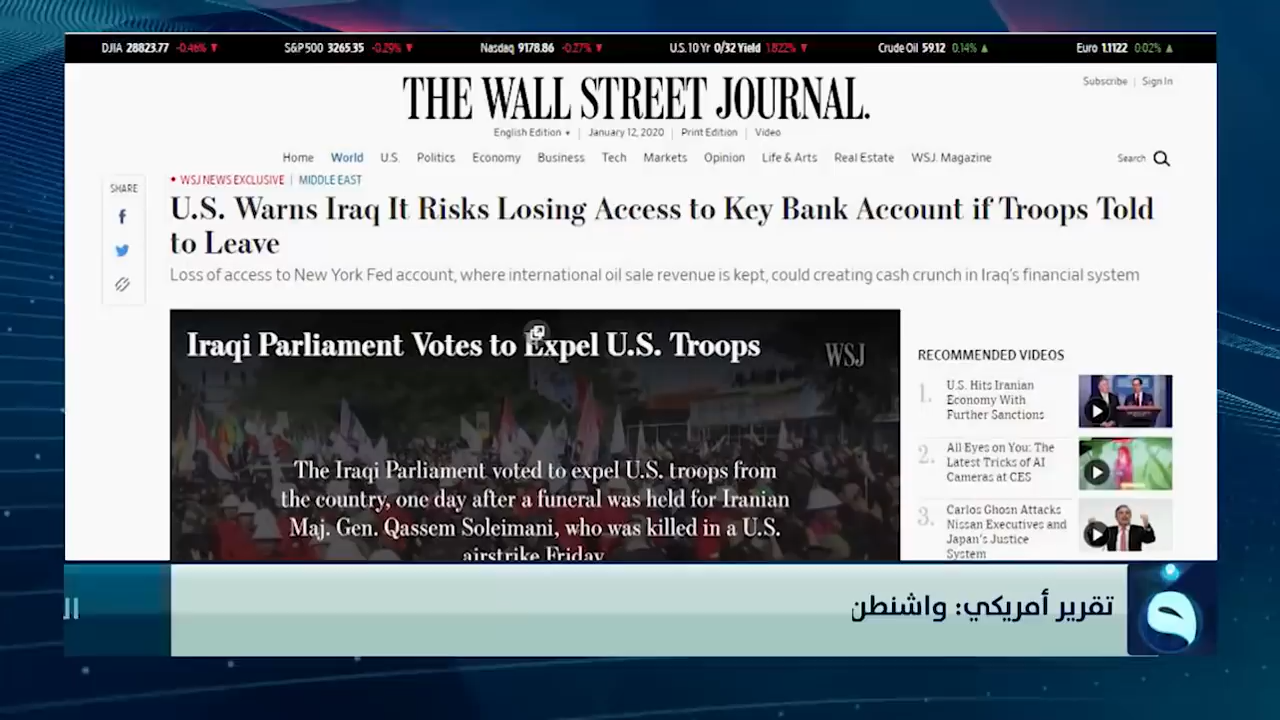 DJIA 28823.77 -0.46% ▼ S&P 500 3265.35 -0.29% ▼ Nasdaq 9178.86 -0.27% ▼ U.S. 10 Yr 0/32 Yield 1.822% ▼ Crude Oil 59.12 0.14% ▲ Euro 1.1122 0.02% ▲
Subscribe | Sign In
THE WALL STREET JOURNAL.
English Edition | January 12, 2020 | Print Edition | Video
Home World U.S. Politics Economy Business Tech Markets Opinion Life & Arts Real Estate WSJ. Magazine Search
SHARE
• WSJ NEWS EXCLUSIVE | MIDDLE EAST
U.S. Warns Iraq It Risks Losing Access to Key Bank Account if Troops Told
to Leave
Loss of access to New York Fed account, where international oil sale revenue is kept, could creating cash crunch in Iraq's financial system
Iraqi Parliament Votes to Expel U.S. Troops
WSJ
The Iraqi Parliament voted to expel U.S. troops from
the country, one day after a funeral was held for Iranian
Maj. Gen. Qassem Soleimani, who was killed in a U.S.
airstrike Friday
RECOMMENDED VIDEOS
1. U.S. Hits Iranian
Economy With
Further Sanctions
2. All Eyes on You: The
Latest Tricks of AI
Cameras at CES
3. Carlos Ghosn Attacks
Nissan Executives and
Japan's Justice
System
تقرير أمريكي: واشنطن